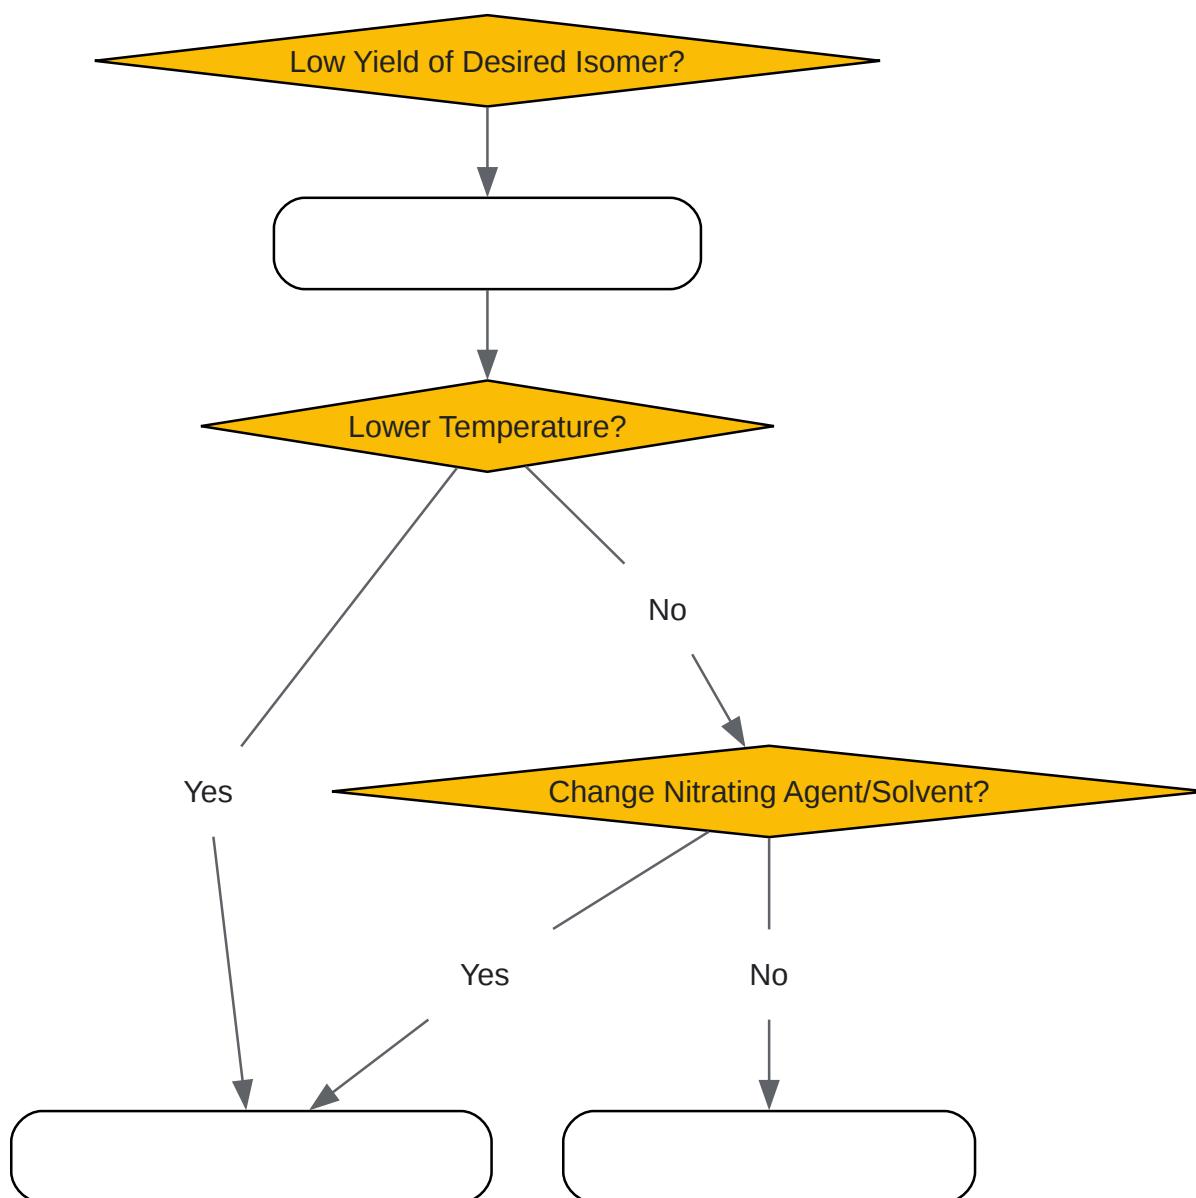 Low Yield of Desired Isomer?
Lower Temperature?
No
Yes
Change Nitrating Agent/Solvent?
Yes
No